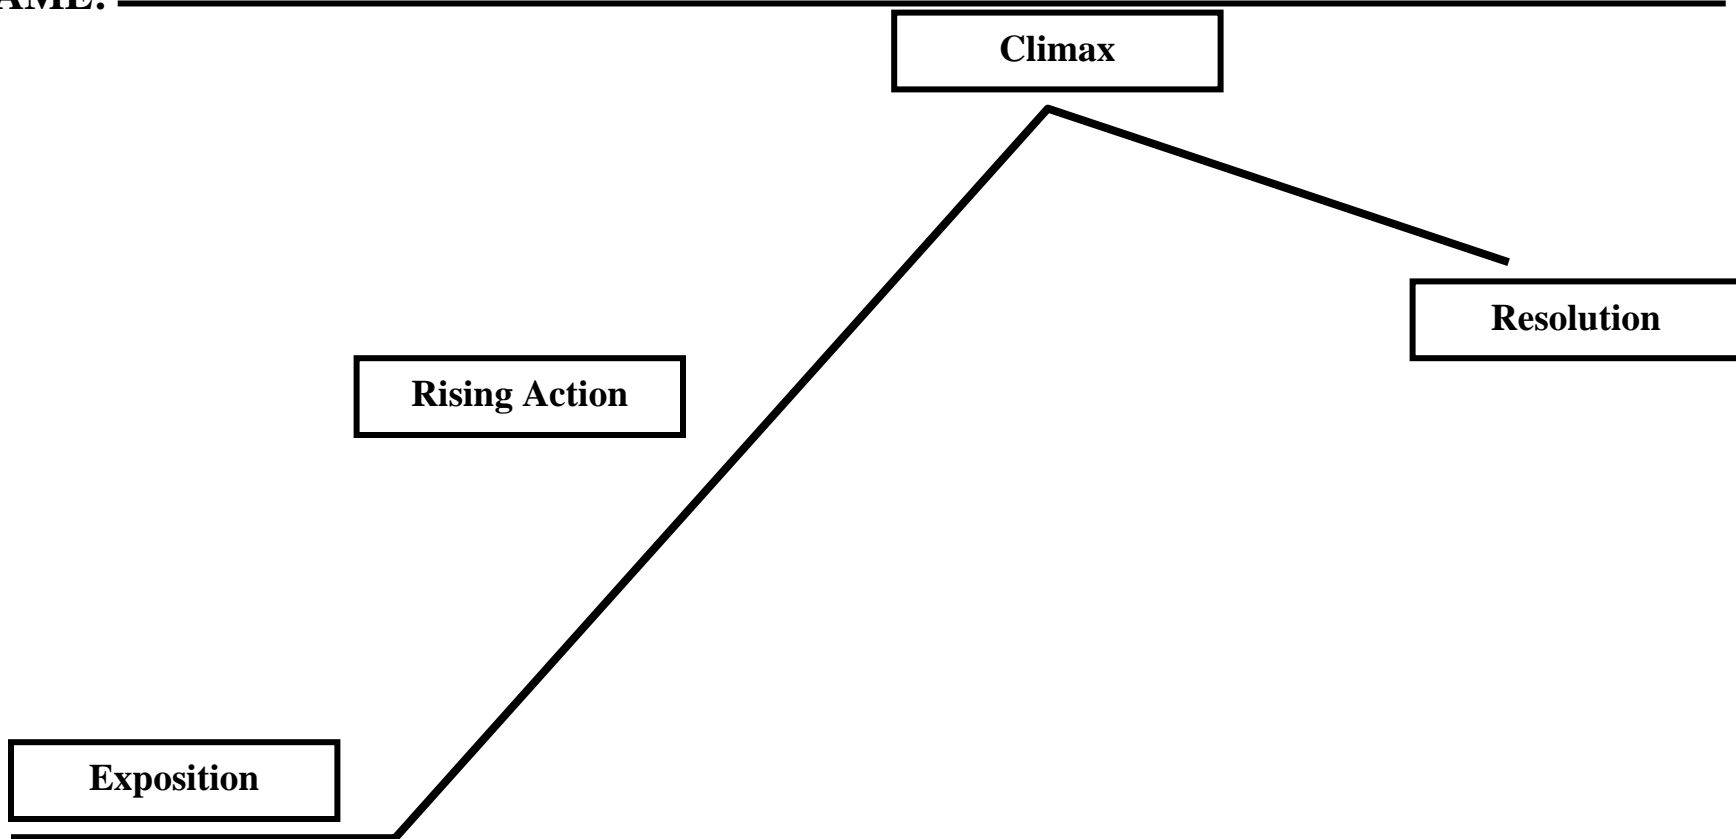 AME:
Climax
Resolution
Rising Action
Exposition